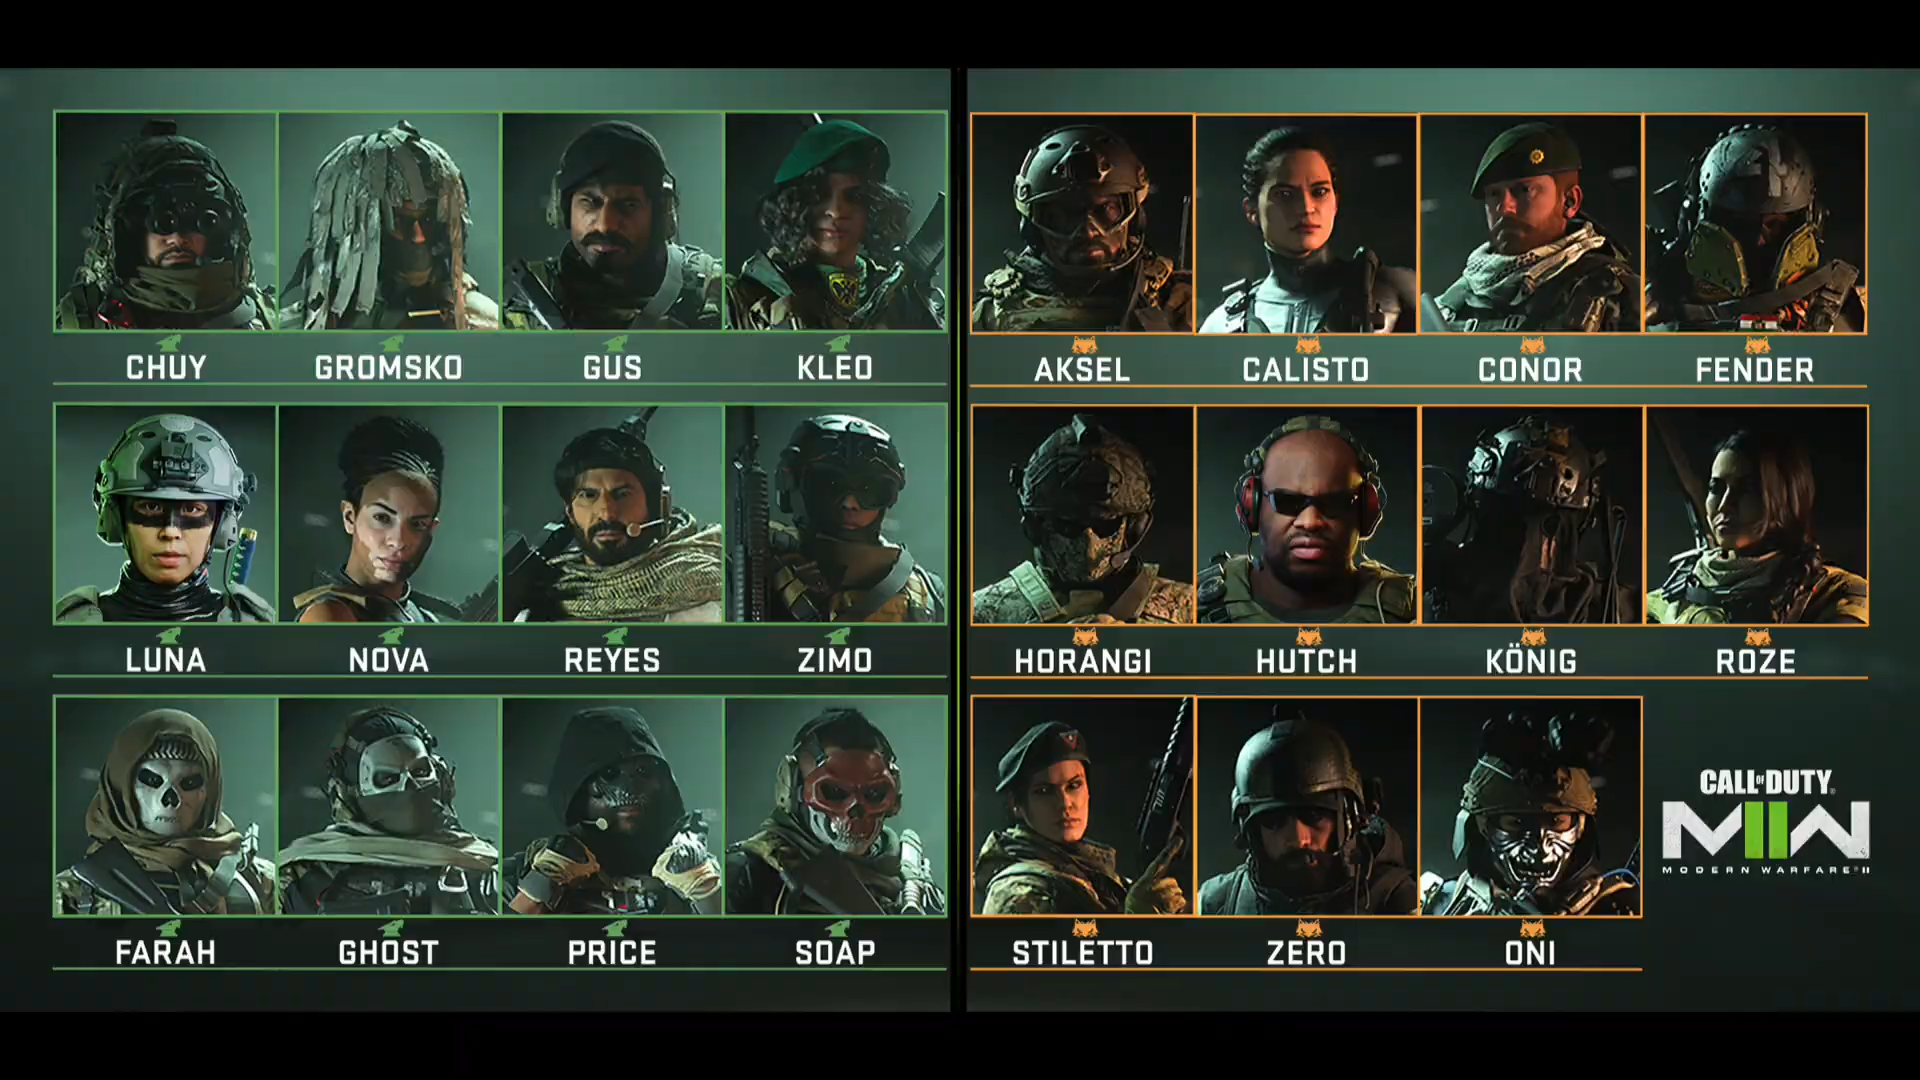 CHUY GROMSKO GUS KLEO
LUNA NOVA REYES ZIMO
FARAH GHOST PRICE SOAP
AKSEL CALISTO CONOR FENDER
HORANGI HUTCH KÖNIG ROZE
STILETTO ZERO ONI
CALL OF DUTY
MWII
MODERN WARFARE II